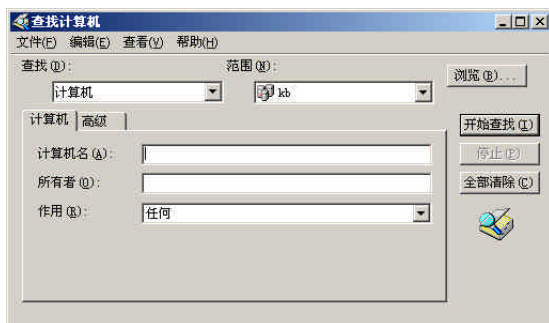 查找计算机
文件(F) 编辑(E) 查看(V) 帮助(H)
查找(D): 范围(N):
计算机 kb 浏览(B)...
计算机 高级 开始查找(I)
计算机名(A): 停止(P)
所有者(O): 全部清除(C)
作用(R): 任何